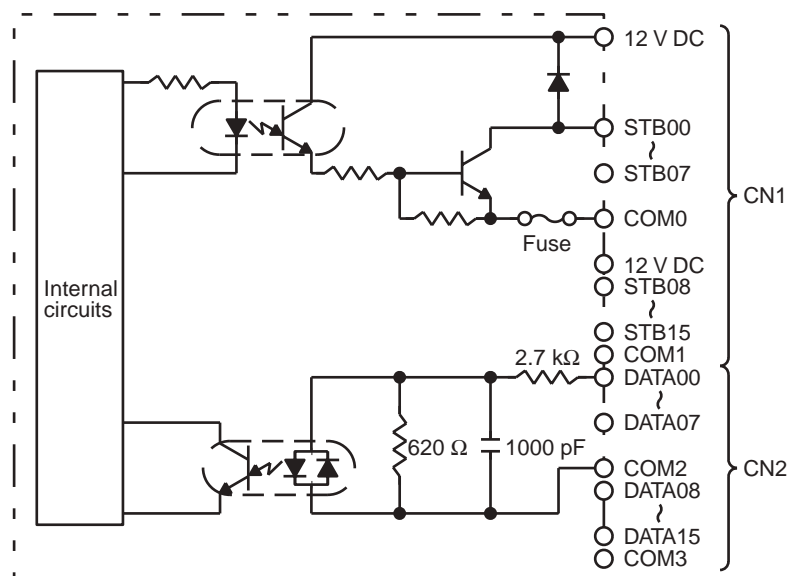 12 V DC
STB00
~
STB07
COM0
Fuse
12 V DC
STB08
~
STB15
COM1
CN1
Internal
circuits
2.7 kΩ
DATA00
~
DATA07
620 Ω
1000 pF
COM2
DATA08
~
DATA15
COM3
CN2